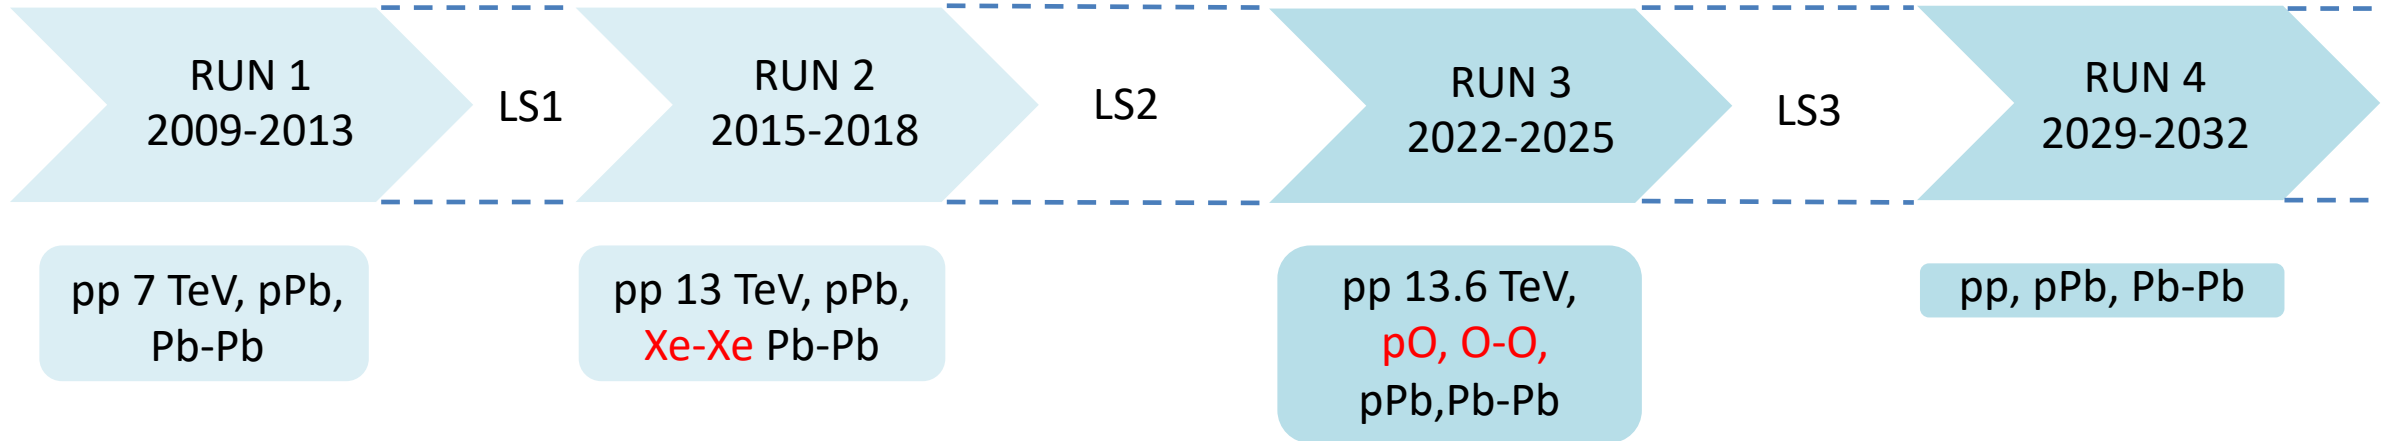 RUN 1
2009-2013
LS1
RUN 2
2015-2018
LS2
RUN 3
2022-2025
LS3
RUN 4
2029-2032
pp 7 TeV, pPb,
Pb-Pb
pp 13 TeV, pPb,
Xe-Xe Pb-Pb
pp 13.6 TeV,
pO, O-O,
pPb,Pb-Pb
pp, pPb, Pb-Pb